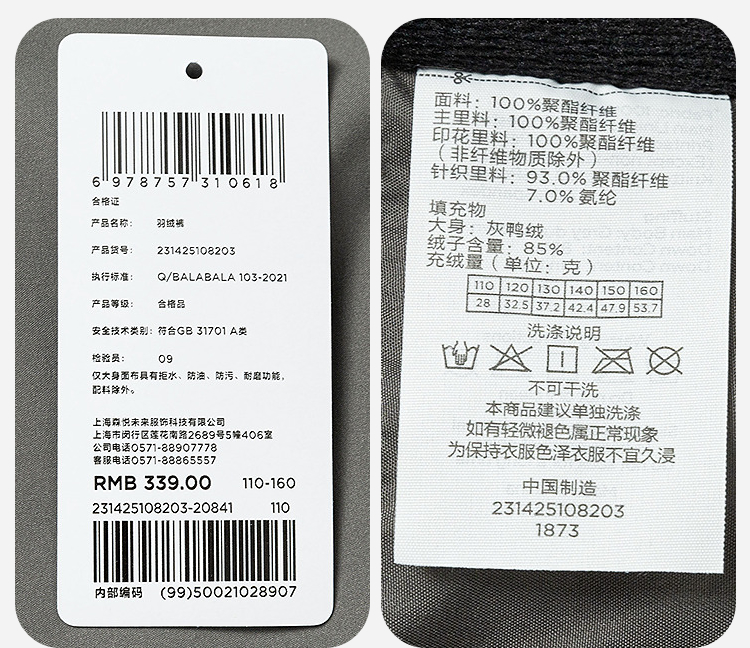 6 978757 310618
合格证
产品名称: 羽绒裤
产品货号: 231425108203
执行标准: Q/BALABALA 103-2021
产品等级: 合格品
安全技术类别: 符合GB 31701 A类
检验员: 09
仅大身面布具有拒水、防油、防污、耐磨功能,
配料除外。
上海森悦未来服饰科技有限公司
上海市闵行区莲花南路2689号5幢406室
公司电话0571-88907778
客服电话0571-88865557
RMB 339.00 110-160
231425108203-20841 110
内部编码 (99)50021028907
面料: 100%聚酯纤维
主里料: 100%聚酯纤维
印花里料: 100%聚酯纤维
(非纤维物质除外)
针织里料: 93.0% 聚酯纤维
7.0% 氨纶
填充物
大身: 灰鸭绒
绒子含量: 85%
充绒量(单位: 克)
110 120 130 140 150 160
28 32.5 37.2 42.4 47.9 53.7
洗涤说明
不可干洗
本商品建议单独洗涤
如有轻微褪色属正常现象
为保持衣服色泽衣服不宜久浸
中国制造
231425108203
1873